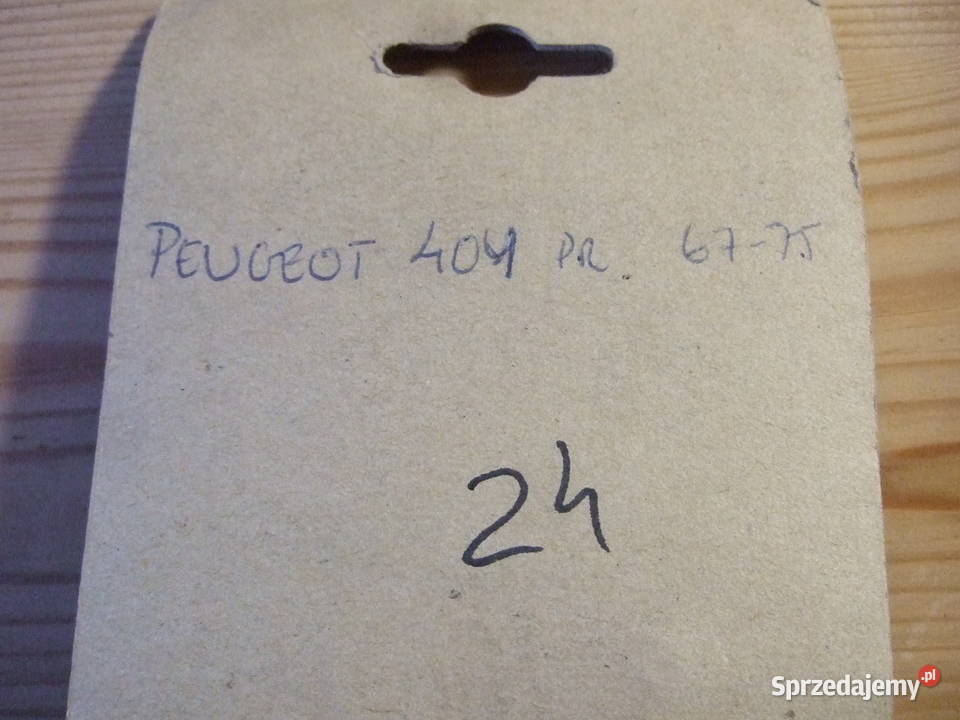 PEUGEOT 404 PR. 67-75
24
Sprzedajemy.pl